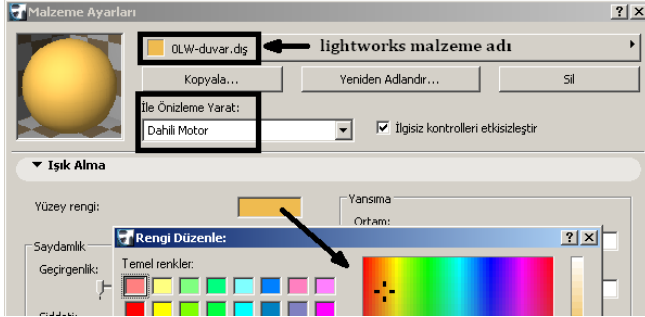 Malzeme Ayarları
0LW-duvar.dış
lightworks malzeme adı
Kopyala...
Yeniden Adlandır...
Sil
İle Önizleme Yarat:
Dahili Motor
İlgisiz kontrolleri etkisizleştir
Işık Alma
Yüzey rengi:
Yansıma
Ortam:
Saydamlık
Geçirgenlik:
Şiddeti:
Rengi Düzenle:
Temel renkler: